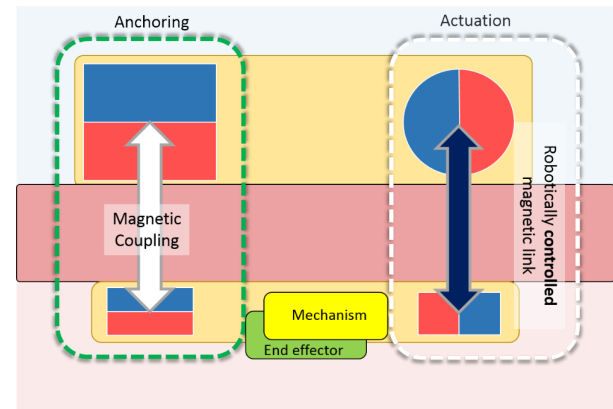 Anchoring
Actuation
Magnetic
Coupling
Robotically controlled
magnetic link
Mechanism
End effector